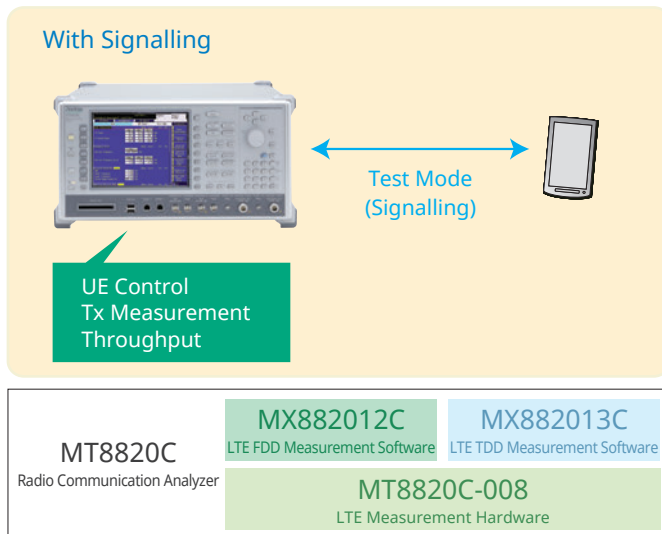 With Signalling
Test Mode
(Signalling)
UE Control
Tx Measurement
Throughput
MT8820C
Radio Communication Analyzer
MX882012C
LTE FDD Measurement Software
MX882013C
LTE TDD Measurement Software
MT8820C-008
LTE Measurement Hardware